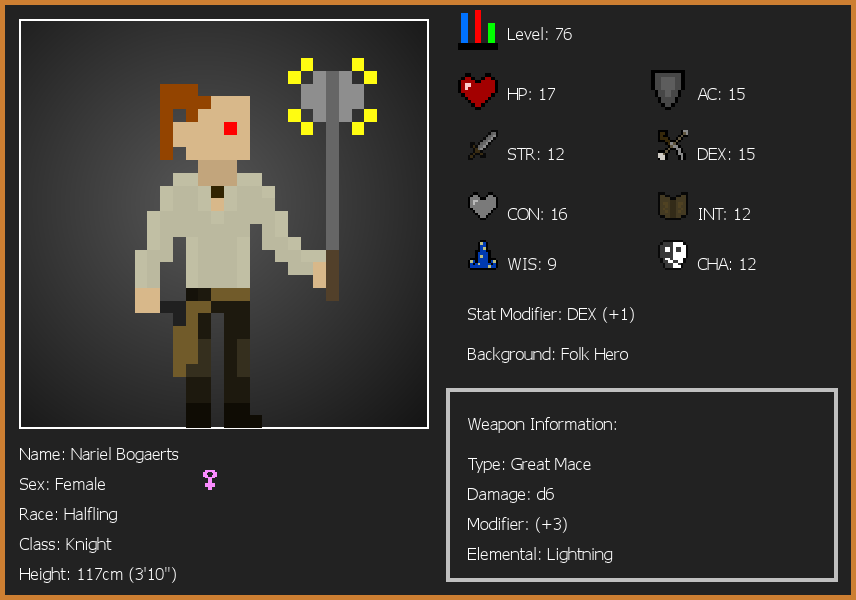 Level: 76
HP: 17
AC: 15
STR: 12
DEX: 15
CON: 16
INT: 12
WIS: 9
CHA: 12
Stat Modifier: DEX (+1)
Background: Folk Hero
Weapon Information:
Type: Great Mace
Damage: d6
Modifier: (+3)
Elemental: Lightning
Name: Nariel Bogaerts
Sex: Female
Race: Halfling
Class: Knight
Height: 117cm (3'10")